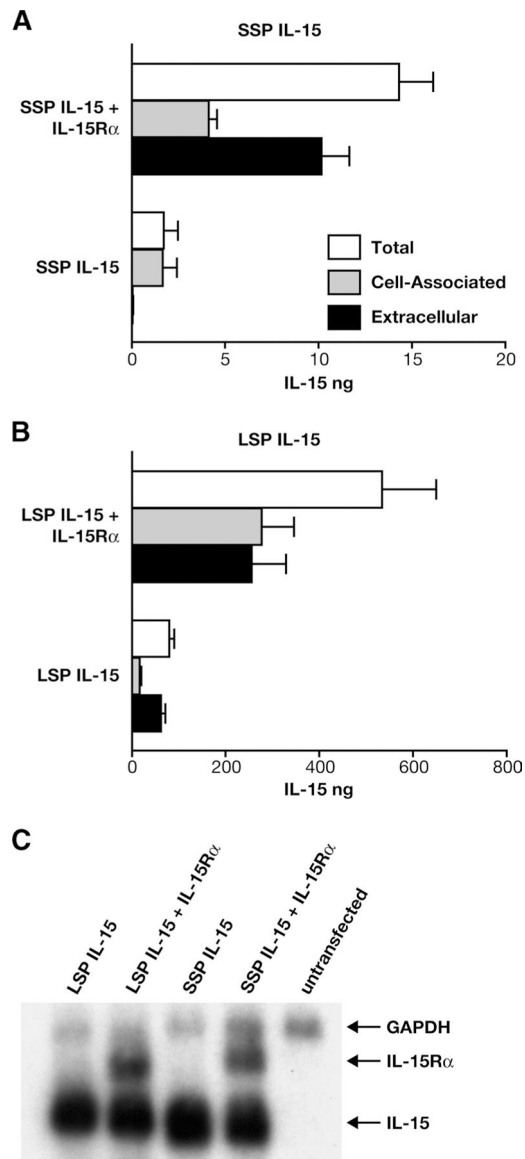 A
SSP IL-15
SSP IL-15 +
IL-15Rα
SSP IL-15
Total
Cell-Associated
Extracellular
0 5 10 15 20
IL-15 ng
B
LSP IL-15
LSP IL-15 +
IL-15Rα
LSP IL-15
0 200 400 600 800
IL-15 ng
C
LSP IL-15
LSP IL-15 + IL-15Rα
SSP IL-15
SSP IL-15 + IL-15Rα
untransfected
GAPDH
IL-15Rα
IL-15